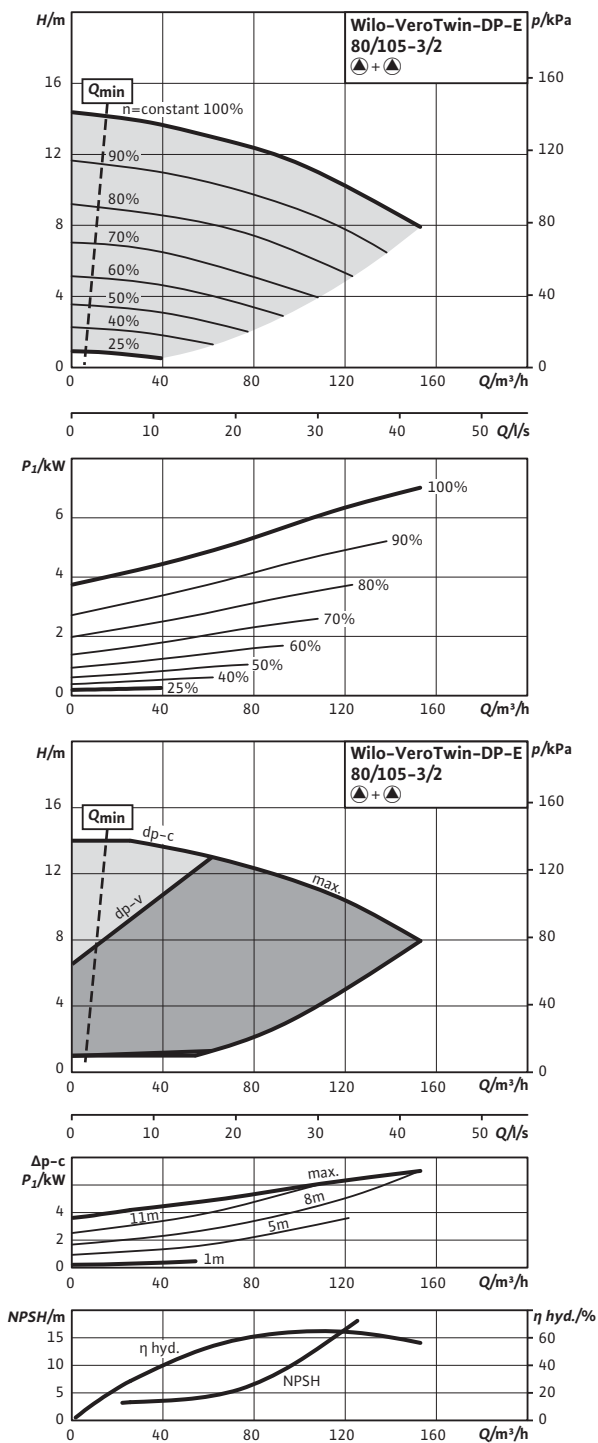 H/m
Wilo-VeroTwin-DP-E
80/105-3/2
+
p/kPa
16
12
8
4
0
160
120
80
40
0
Qmin
n=constant 100%
90%
80%
70%
60%
50%
40%
25%
0 40 80 120 160 Q/m³/h
0 10 20 30 40 50 Q/l/s
P1/kW
6
4
2
0
100%
90%
80%
70%
60%
50%
40%
25%
0 40 80 120 160 Q/m³/h
H/m
Wilo-VeroTwin-DP-E
80/105-3/2
+
p/kPa
16
12
8
4
0
160
120
80
40
0
Qmin
dp-c
dp-v
max.
0 40 80 120 160 Q/m³/h
0 10 20 30 40 50 Q/l/s
Δp-c
P1/kW
4
2
0
max.
11m
8m
5m
1m
0 40 80 120 160 Q/m³/h
NPSH/m
η hyd./%
15
10
5
0
60
40
20
0
η hyd.
NPSH
0 40 80 120 160 Q/m³/h